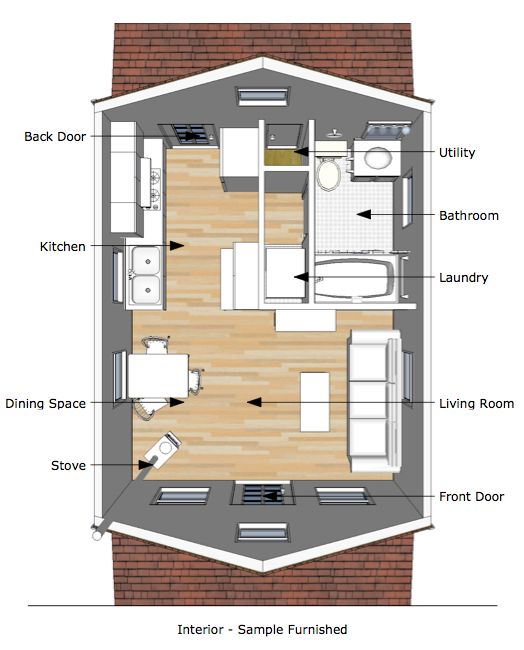 Back Door
Utility
Bathroom
Kitchen
Laundry
Dining Space
Living Room
Stove
Front Door
Interior - Sample Furnished